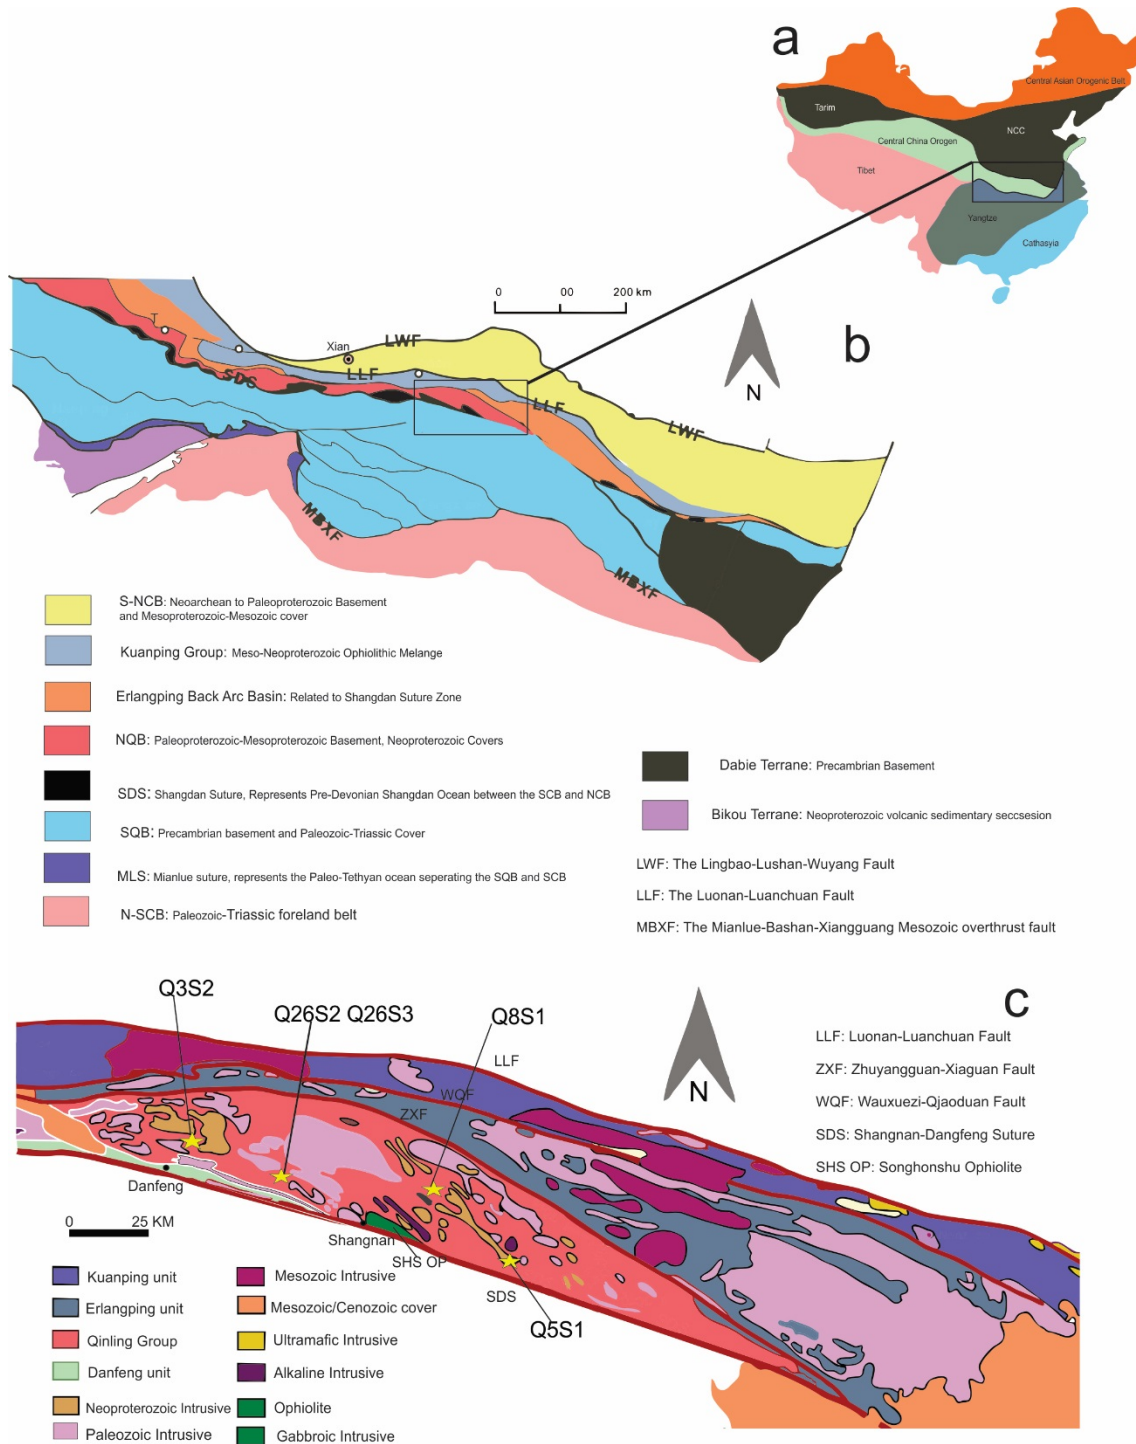 a
Central Asian Orogenic Belt
Tarim
NCC
Central China Orogen
Tibet
Yangtze
Cathasyia
0 00 200 km
b
N
T
Xian
LWF
LLF
SDS
LLF
LWF
MBXF
MBXF
S-NCB: Neoarchean to Paleoproterozoic Basement
and Mesoproterozoic-Mesozoic cover
Kuanping Group: Meso-Neoproterozoic Ophiolithic Melange
Erlangping Back Arc Basin: Related to Shangdan Suture Zone
NQB: Paleoproterozoic-Mesoproterozoic Basement, Neoproterozoic Covers
SDS: Shangdan Suture, Represents Pre-Devonian Shangdan Ocean between the SCB and NCB
SQB: Precambrian basement and Paleozoic-Triassic Cover
MLS: Mianlue suture, represents the Paleo-Tethyan ocean seperating the SQB and SCB
N-SCB: Paleozoic-Triassic foreland belt
Dabie Terrane: Precambrian Basement
Bikou Terrane: Neoproterozoic volcanic sedimentary seccsesion
LWF: The Lingbao-Lushan-Wuyang Fault
LLF: The Luonan-Luanchuan Fault
MBXF: The Mianlue-Bashan-Xiangguang Mesozoic overthrust fault
c
Q3S2
Q26S2 Q26S3
Q8S1
LLF
WQF
ZXF
N
LLF: Luonan-Luanchuan Fault
ZXF: Zhuyangguan-Xiaguan Fault
WQF: Wauxuezi-Qjaoduan Fault
SDS: Shangnan-Dangfeng Suture
SHS OP: Songhonshu Ophiolite
Danfeng
0 25 KM
Shangnan
SHS OP
SDS
Q5S1
Kuanping unit
Erlangping unit
Qinling Group
Danfeng unit
Neoproterozoic Intrusive
Paleozoic Intrusive
Mesozoic Intrusive
Mesozoic/Cenozoic cover
Ultramafic Intrusive
Alkaline Intrusive
Ophiolite
Gabbroic Intrusive